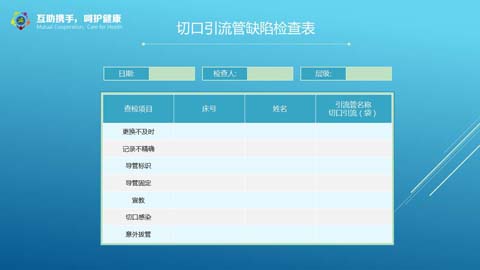 互助携手，呵护健康
Mutual Cooperation, Care for Health
切口引流管缺陷检查表
日期:
检查人:
层级:
查检项目
床号
姓名
引流管名称
切口引流（袋）
更换不及时
记录不精确
导管标识
导管固定
宣教
切口感染
意外拔管